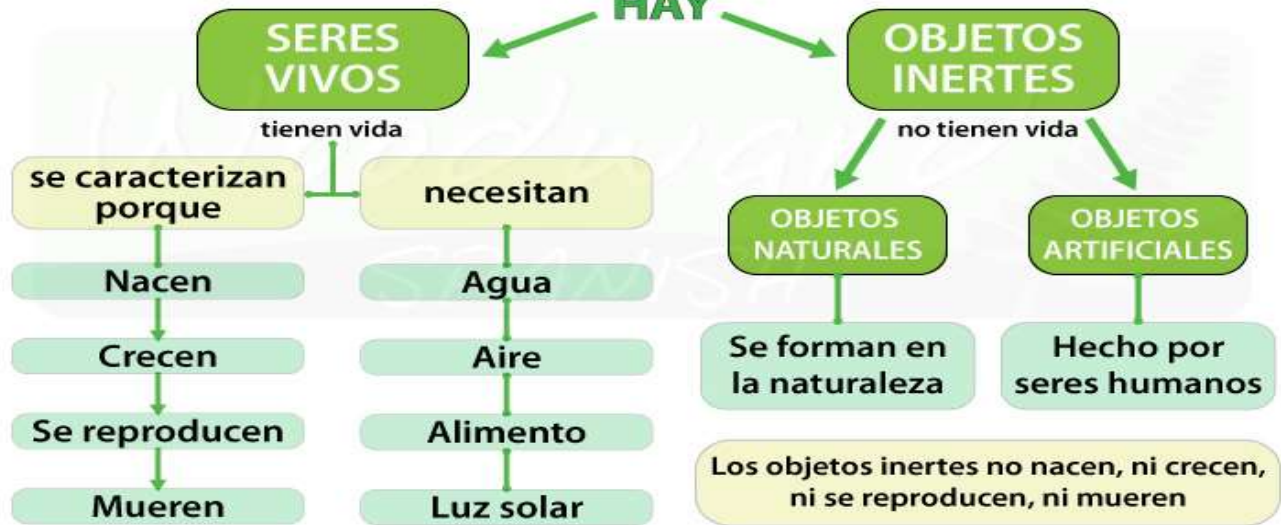 HAY
SERES
VIVOS
tienen vida
se caracterizan
porque
Nacen
Crecen
Se reproducen
Mueren
necesitan
Agua
Aire
Alimento
Luz solar
OBJETOS
INERTES
no tienen vida
OBJETOS
NATURALES
Se forman en
la naturaleza
OBJETOS
ARTIFICIALES
Hecho por
seres humanos
Los objetos inertes no nacen, ni crecen,
ni se reproducen, ni mueren
Woodward
SPANISH